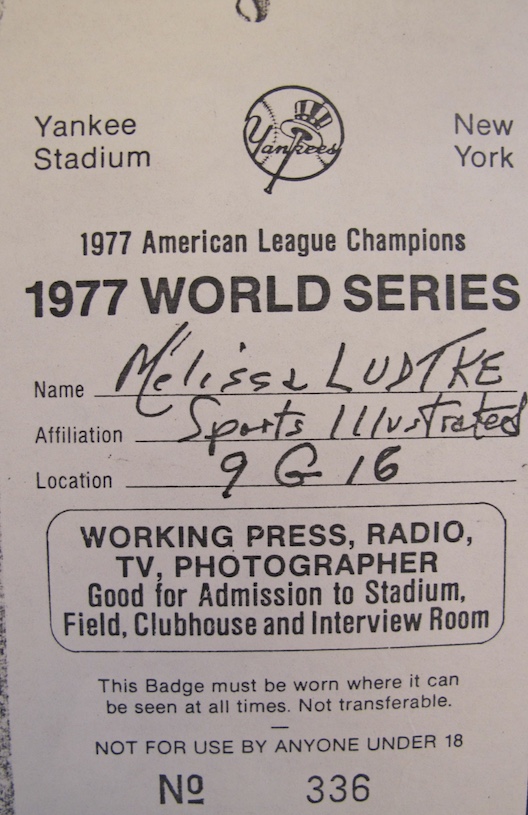 Yankee Stadium
Yankees
New York
1977 American League Champions
1977 WORLD SERIES
Name Melissa LUDTKE
Affiliation Sports Illustrated
Location 9 G 16
WORKING PRESS, RADIO,
TV, PHOTOGRAPHER
Good for Admission to Stadium,
Field, Clubhouse and Interview Room
This Badge must be worn where it can
be seen at all times. Not transferable.
NOT FOR USE BY ANYONE UNDER 18
Nº 336